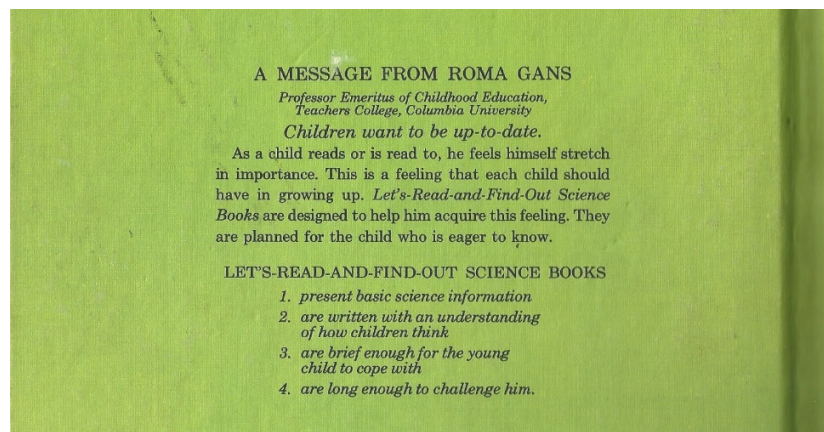 A MESSAGE FROM ROMA GANS
Professor Emeritus of Childhood Education,
Teachers College, Columbia University
Children want to be up-to-date.
As a child reads or is read to, he feels himself stretch
in importance. This is a feeling that each child should
have in growing up. Let's-Read-and-Find-Out Science
Books are designed to help him acquire this feeling. They
are planned for the child who is eager to know.
LET'S-READ-AND-FIND-OUT SCIENCE BOOKS
1. present basic science information
2. are written with an understanding
of how children think
3. are brief enough for the young
child to cope with
4. are long enough to challenge him.